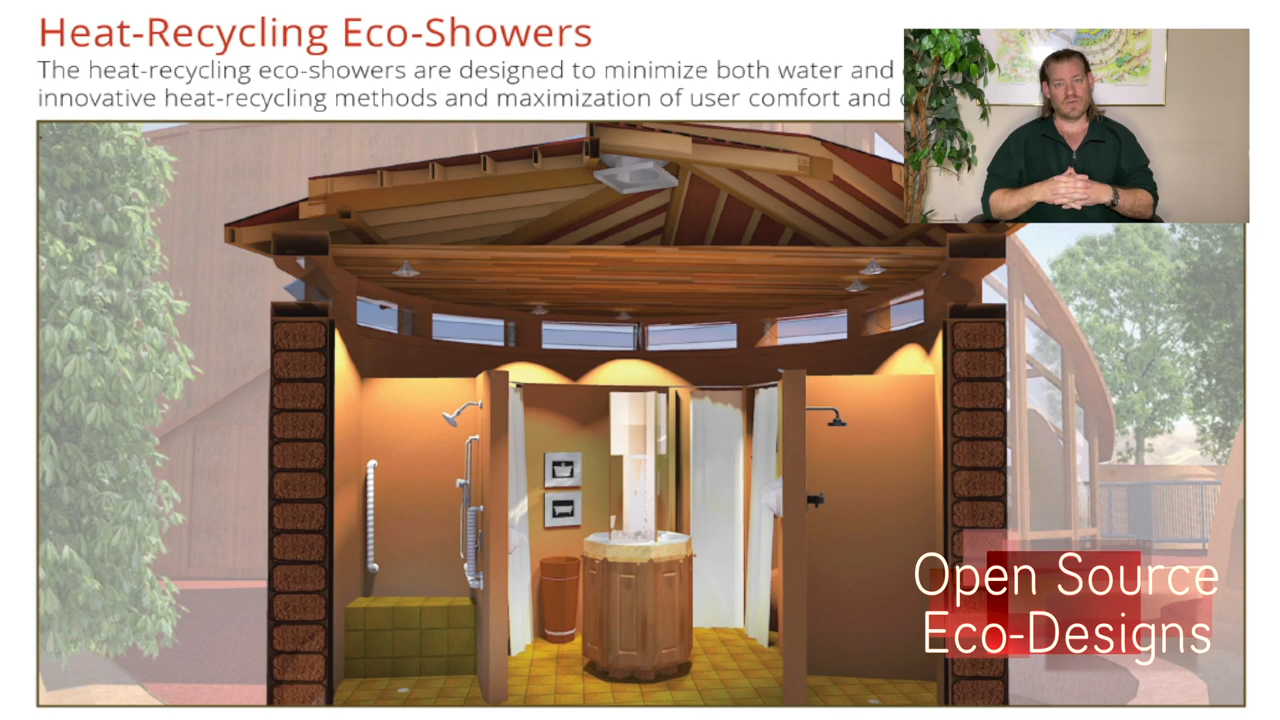 Heat-Recycling Eco-Showers
The heat-recycling eco-showers are designed to minimize both water and
innovative heat-recycling methods and maximization of user comfort and
Open Source
Eco-Designs